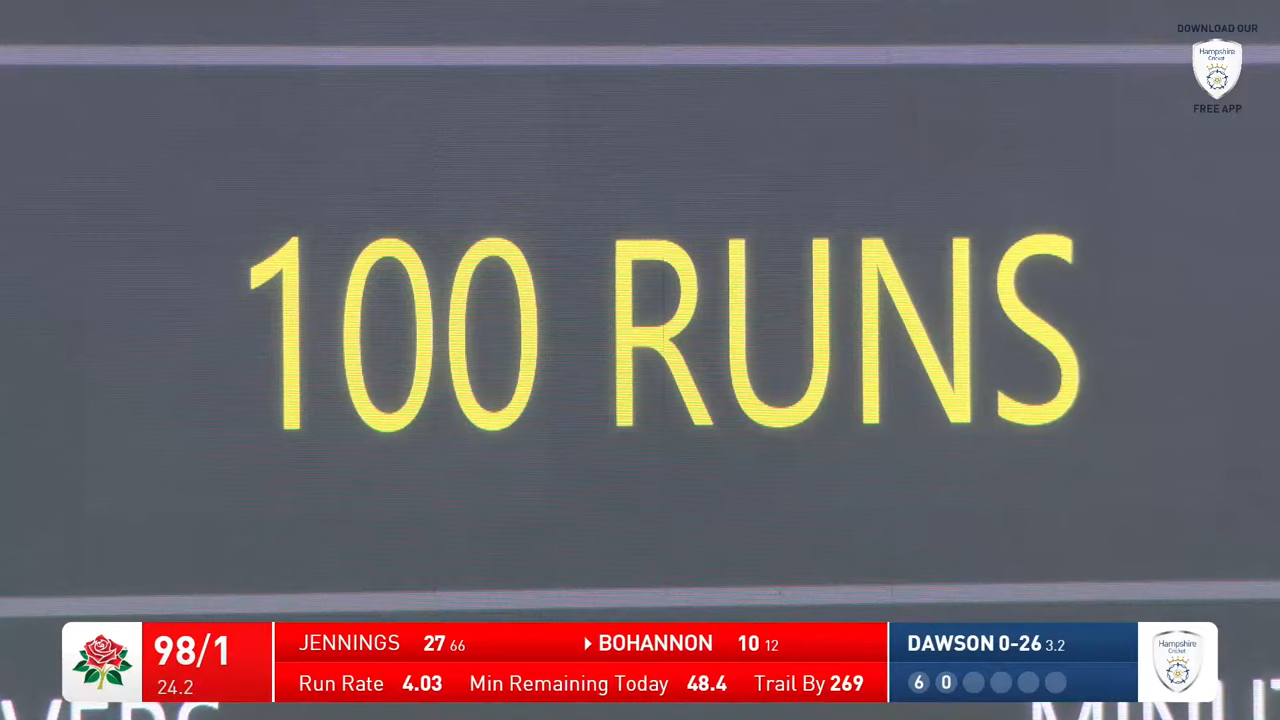 DOWNLOAD OUR
Hampshire
Cricket
FREE APP
100 RUNS
98/1
24.2
JENNINGS 27 66
BOHANNON 10 12
Run Rate 4.03 Min Remaining Today 48.4 Trail By 269
DAWSON 0-26 3.2
6 0
Hampshire
Cricket